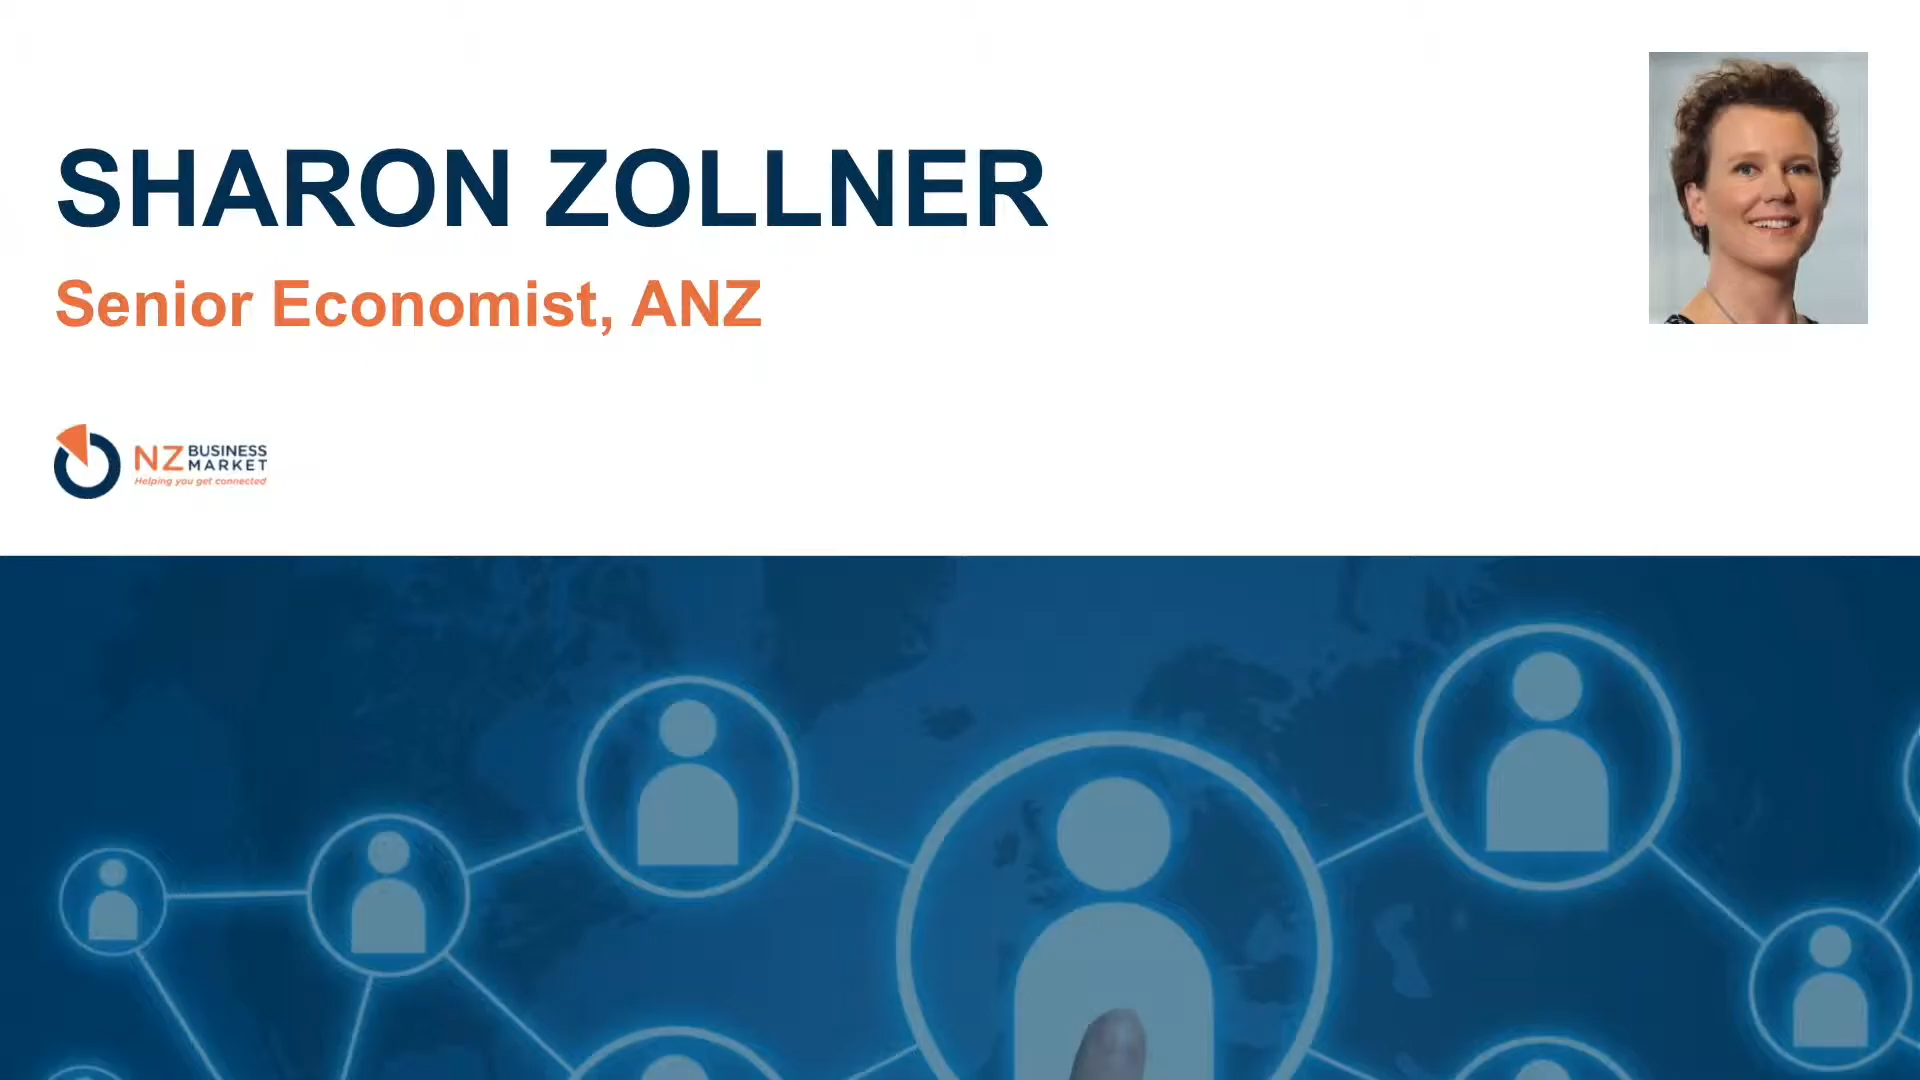 SHARON ZOLLNER
Senior Economist, ANZ
NZ BUSINESS
MARKET
Helping you get connected